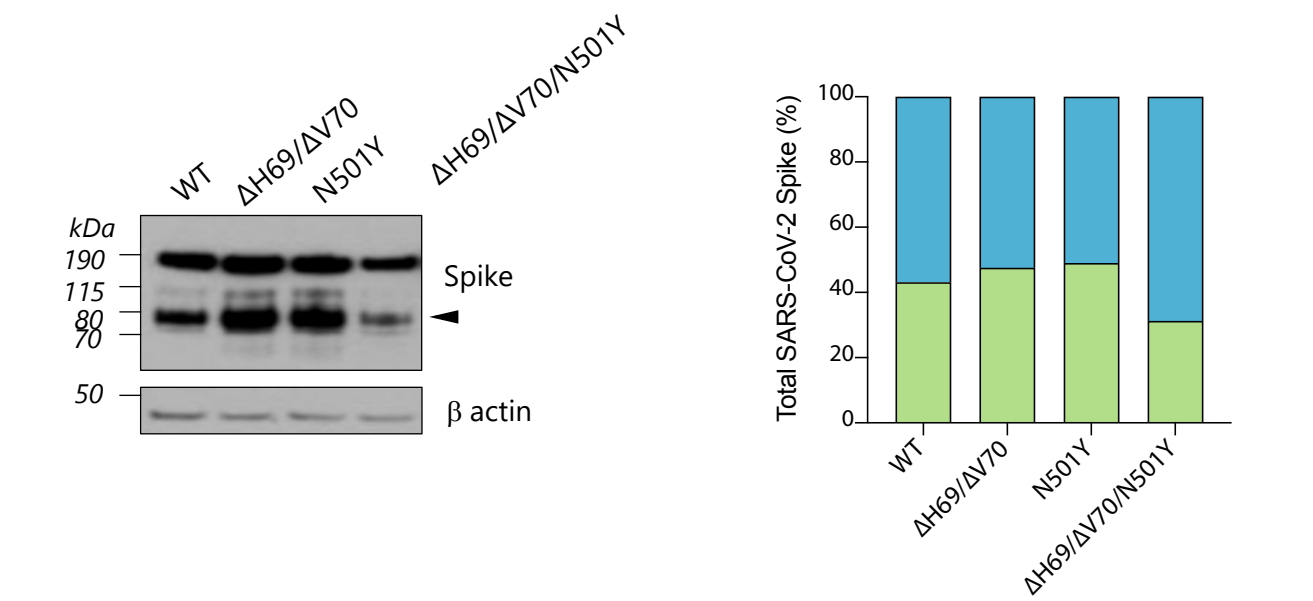 WT
ΔH69/ΔV70
N501Y
ΔH69/ΔV70/N501Y
kDa
190
115
80
70
50
Spike
β actin
Total SARS-CoV-2 Spike (%)
100
80
60
40
20
0
WT
ΔH69/ΔV70
N501Y
ΔH69/ΔV70/N501Y